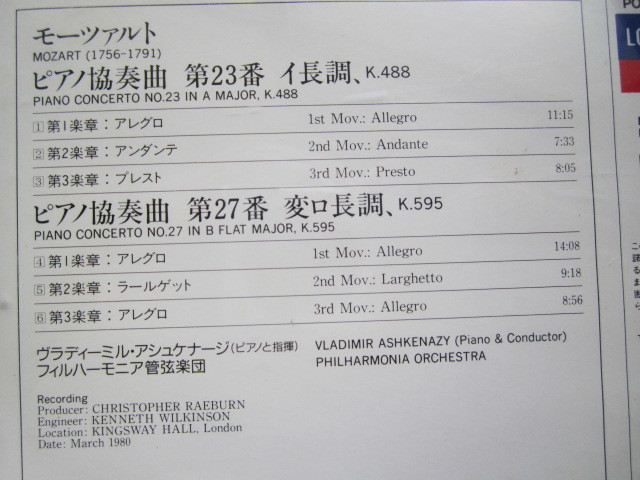 モーツァルト
MOZART (1756-1791)
ピアノ協奏曲 第23番 イ長調、K.488
PIANO CONCERTO NO.23 IN A MAJOR, K.488
1 第1楽章：アレグロ 1st Mov.: Allegro 11:15
2 第2楽章：アンダンテ 2nd Mov.: Andante 7:33
3 第3楽章：プレスト 3rd Mov.: Presto 8:05
ピアノ協奏曲 第27番 変ロ長調、K.595
PIANO CONCERTO NO.27 IN B FLAT MAJOR, K.595
4 第1楽章：アレグロ 1st Mov.: Allegro 14:08
5 第2楽章：ラールゲット 2nd Mov.: Larghetto 9:18
6 第3楽章：アレグロ 3rd Mov.: Allegro 8:56
ヴラディーミル・アシュケナージ(ピアノと指揮) VLADIMIR ASHKENAZY (Piano & Conductor)
フィルハーモニア管弦楽団 PHILHARMONIA ORCHESTRA
Recording
Producer: CHRISTOPHER RAEBURN
Engineer: KENNETH WILKINSON
Location: KINGSWAY HALL, London
Date: March 1980
PO
LO